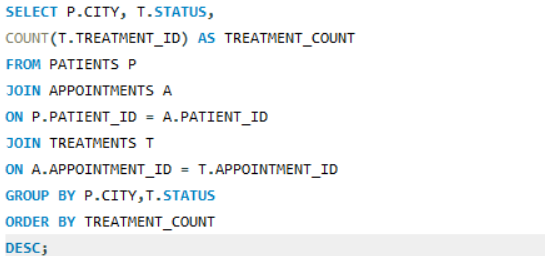 SELECT P.CITY, T.STATUS,
COUNT(T.TREATMENT_ID) AS TREATMENT_COUNT
FROM PATIENTS P
JOIN APPOINTMENTS A
ON P.PATIENT_ID = A.PATIENT_ID
JOIN TREATMENTS T
ON A.APPOINTMENT_ID = T.APPOINTMENT_ID
GROUP BY P.CITY,T.STATUS
ORDER BY TREATMENT_COUNT
DESC;